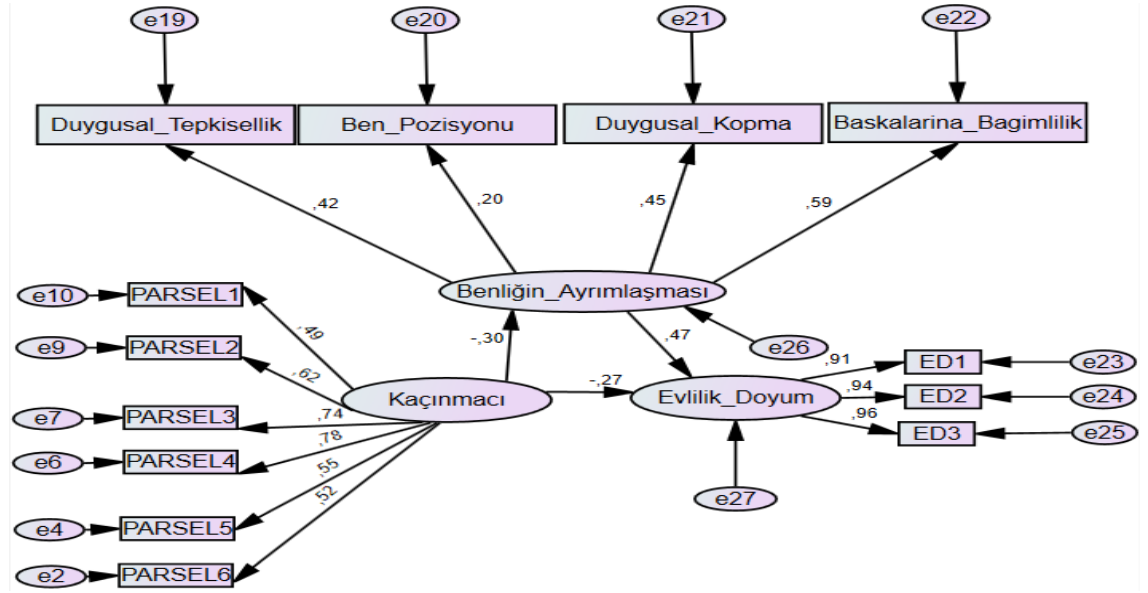 e19
e20
e21
e22
Duygusal_Tepkisellik
Ben_Pozisyonu
Duygusal_Kopma
Baskalarina_Bagimlilik
,42
,20
,45
,59
Benliğin_Ayrımlaşması
e10
PARSEL1
,49
-,30
,47
e26
e9
PARSEL2
,62
,91
ED1
e23
Kaçınmacı
-,27
Evlilik_Doyum
,94
ED2
e24
e7
PARSEL3
,74
,96
ED3
e25
e6
PARSEL4
,78
,55
,52
e27
e4
PARSEL5
e2
PARSEL6